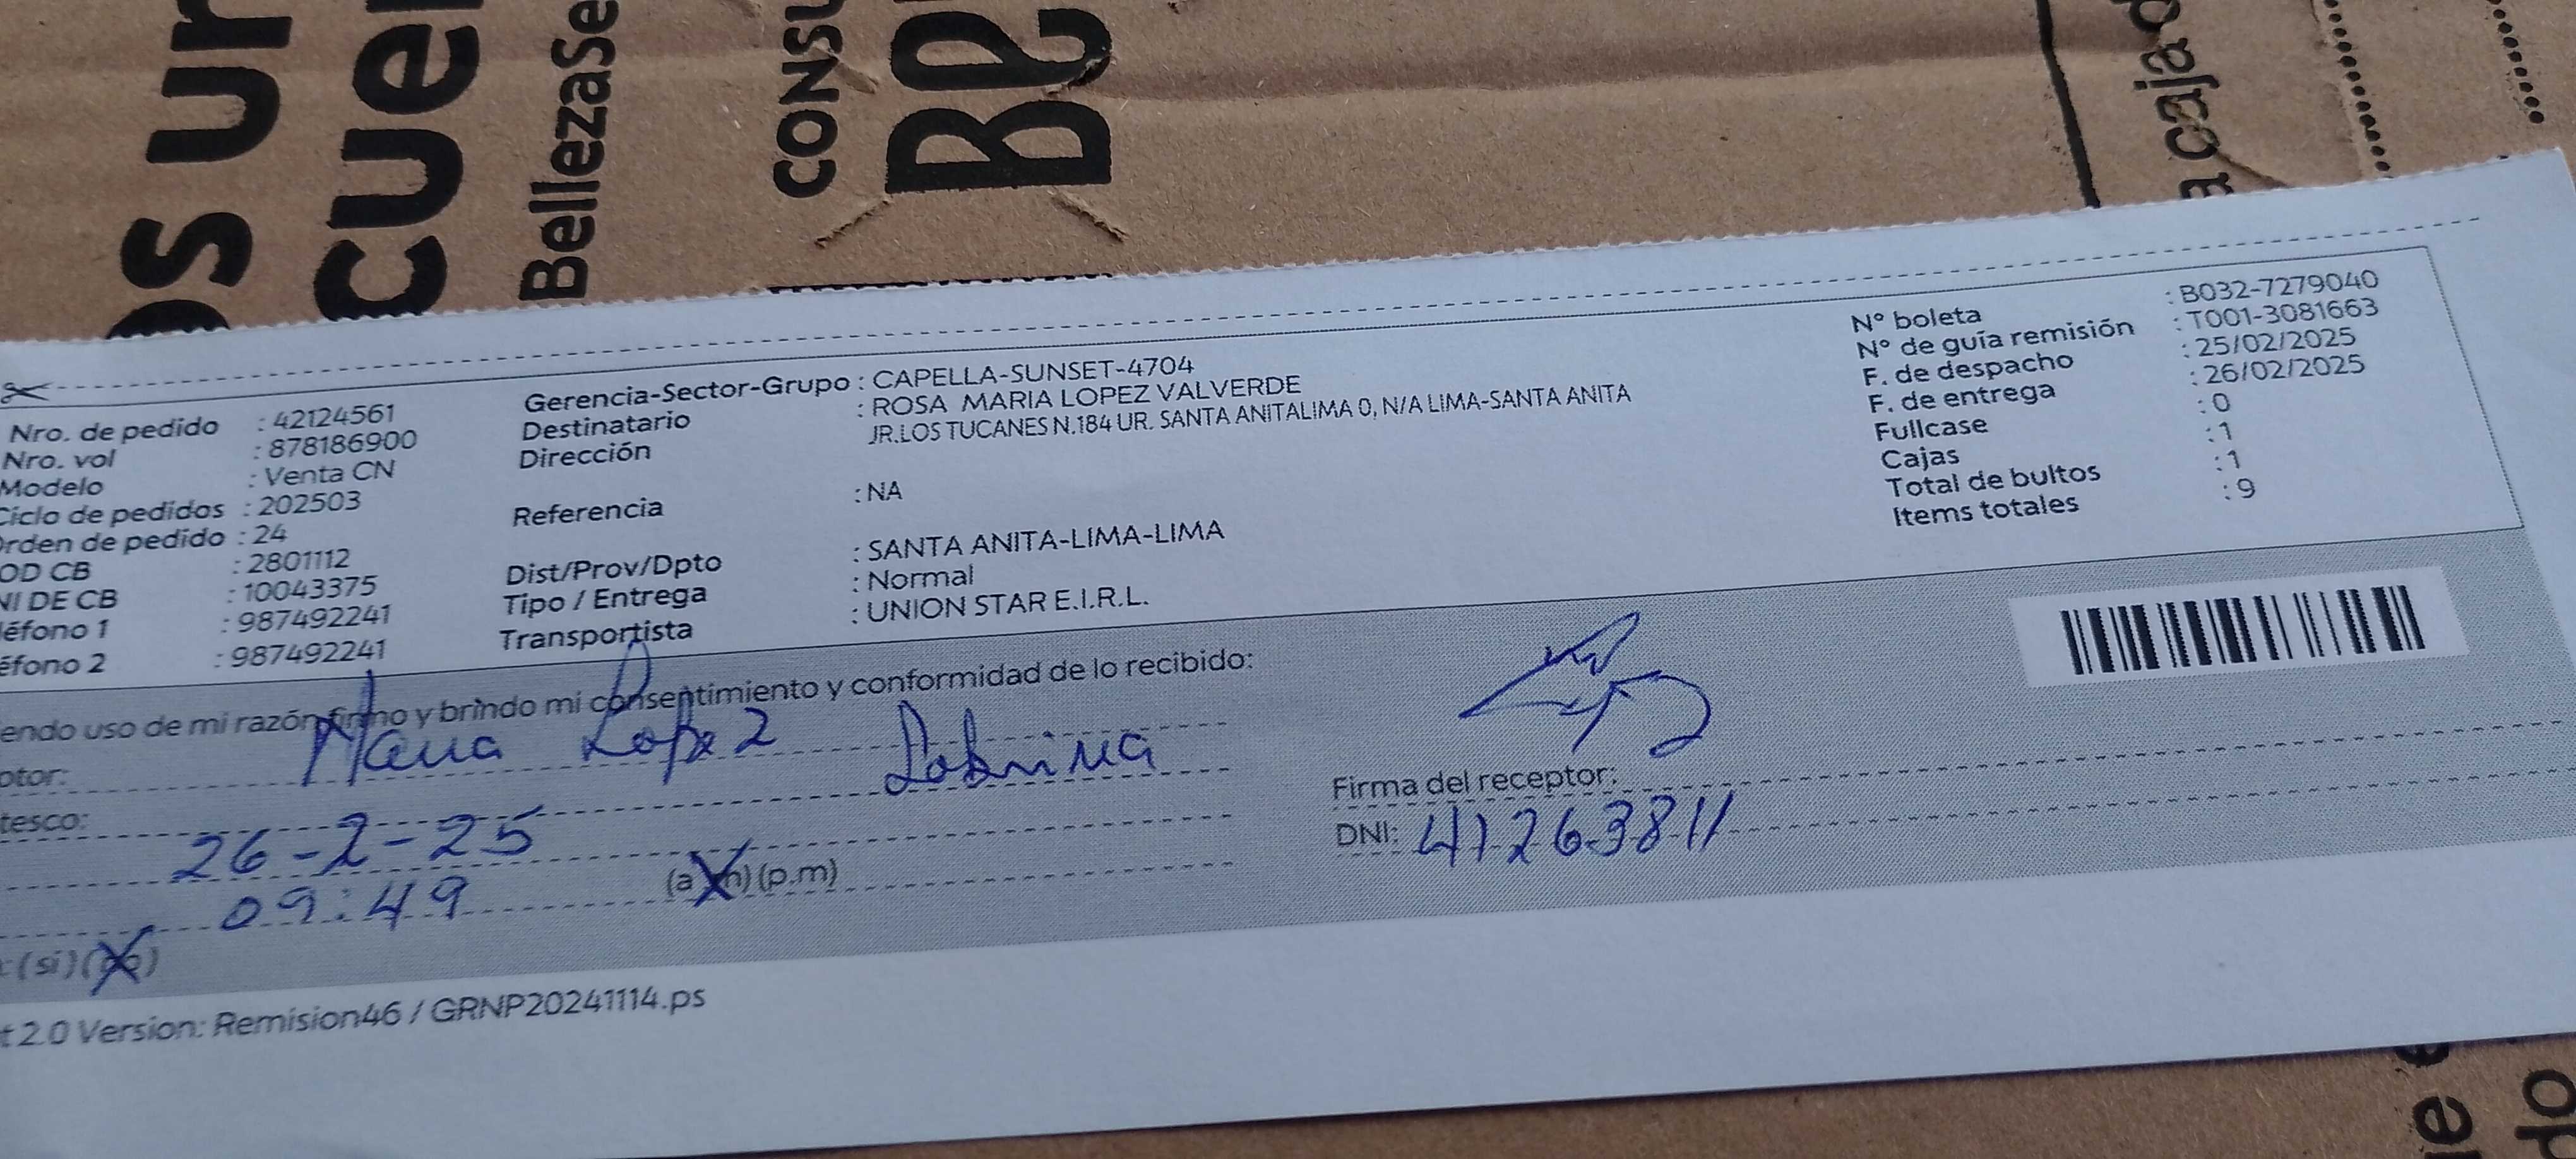 os ur
cuer
BellezaSe
CONSU
a caja d
Nro. de pedido : 42124561
Nro. vol : 878186900
Modelo : Venta CN
Ciclo de pedidos : 202503
Orden de pedido : 24
OD CB : 2801112
NI DE CB : 10043375
léfono 1 : 987492241
éfono 2 : 987492241
Gerencia-Sector-Grupo : CAPELLA-SUNSET-4704
Destinatario : ROSA MARIA LOPEZ VALVERDE
Dirección JR.LOS TUCANES N.184 UR. SANTA ANITALIMA 0, N/A LIMA-SANTA ANITA
Referencia : NA
Dist/Prov/Dpto : SANTA ANITA-LIMA-LIMA
Tipo / Entrega : Normal
Transportista : UNION STAR E.I.R.L.
N° boleta : B032-7279040
N° de guía remisión : T001-3081663
F. de despacho : 25/02/2025
F. de entrega : 26/02/2025
Fullcase : 0
Cajas : 1
Total de bultos : 1
Items totales : 9
endo uso de mi razón firmo y brindo mi consentimiento y conformidad de lo recibido:
ptor: Maria Lopez
tesco: Sobrina
26-2-25
09:49 (a.m) (p.m)
: (si) (no)
Firma del receptor:
DNI: 41263811
t 2.0 Version: Remision46 / GRNP20241114.ps